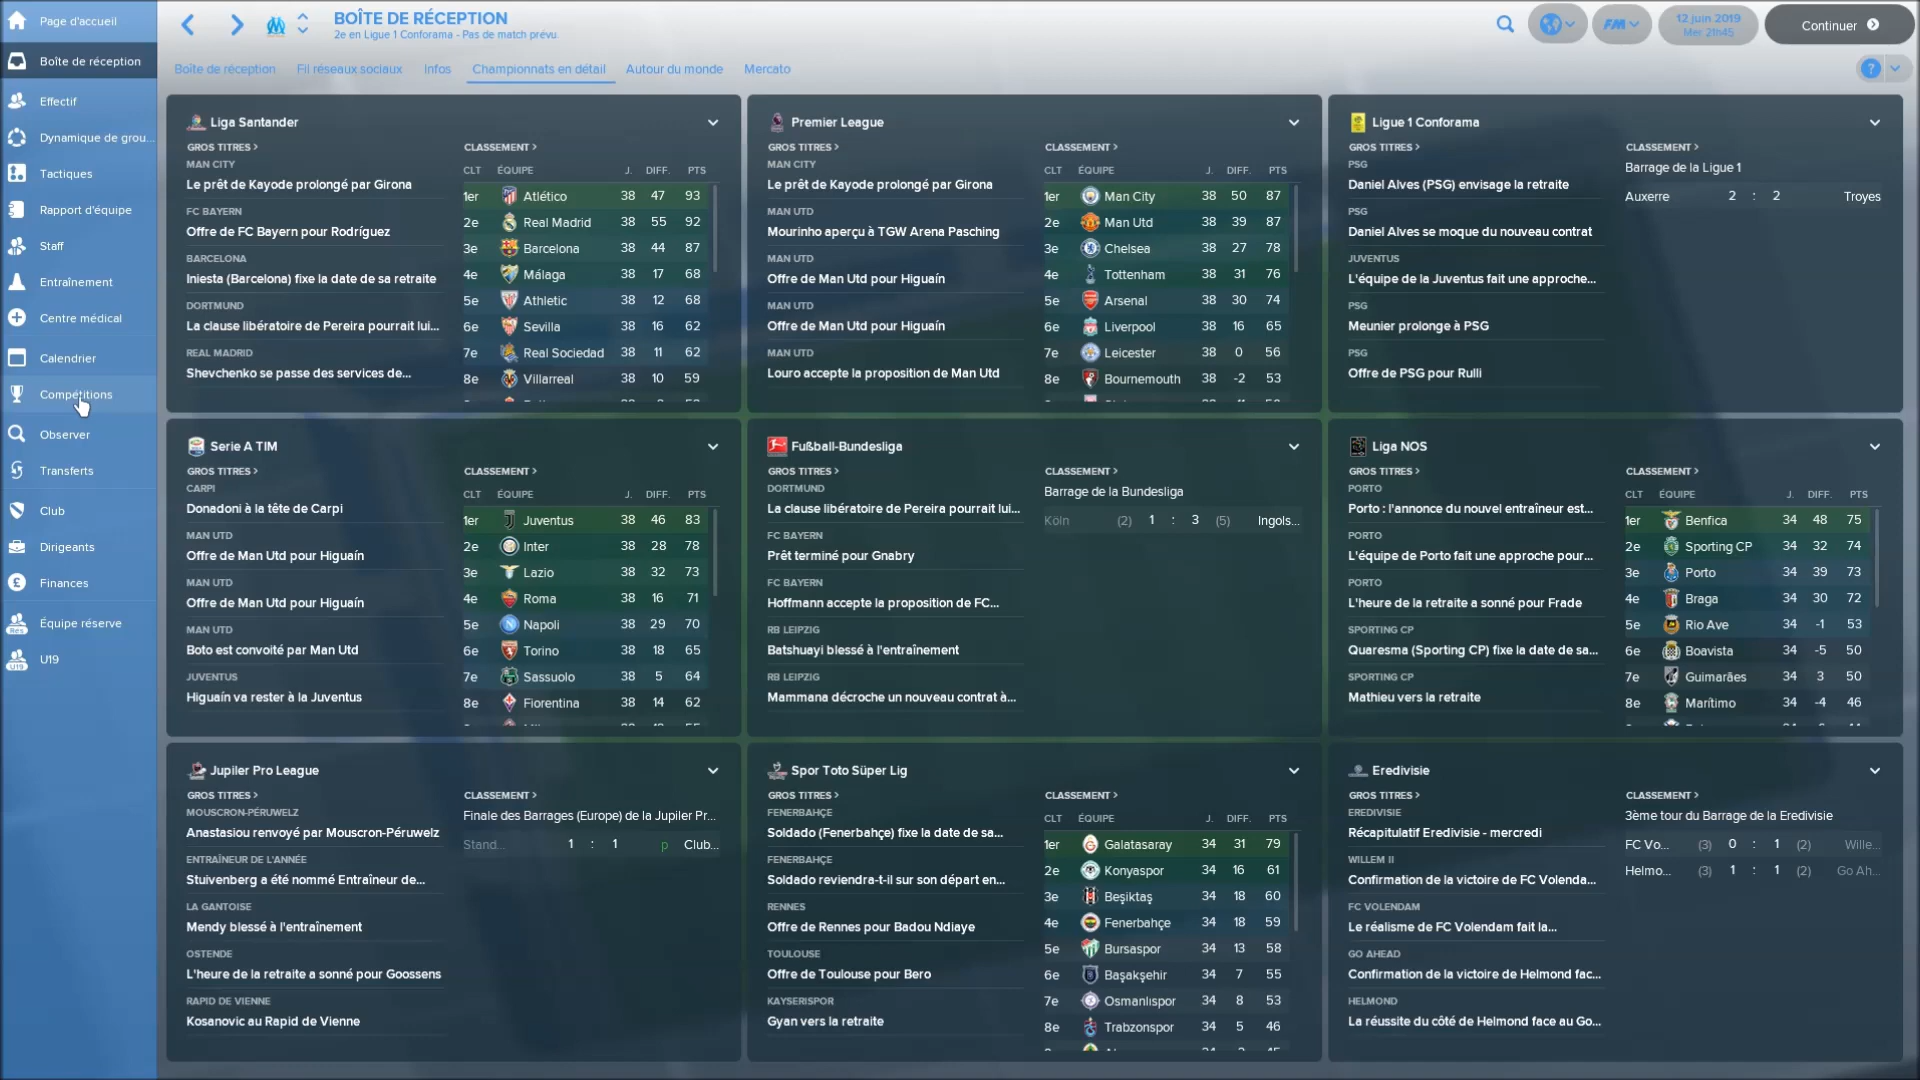 Page d'accueil
Boîte de réception
Effectif
Dynamique de grou...
Tactiques
Rapport d'équipe
Staff
Entraînement
Centre médical
Calendrier
Compétitions
Observer
Transferts
Club
Dirigeants
Finances
Équipe réserve
U19
BOÎTE DE RÉCEPTION
2e en Ligue 1 Conforama - Pas de match prévu
FM
12 juin 2019
Mer 21h45
Continuer
Boîte de réception Fil réseaux sociaux Infos Championnats en détail Autour du monde Mercato
?
Liga Santander
GROS TITRES >
MAN CITY
Le prêt de Kayode prolongé par Girona
FC BAYERN
Offre de FC Bayern pour Rodríguez
BARCELONA
Iniesta (Barcelona) fixe la date de sa retraite
DORTMUND
La clause libératoire de Pereira pourrait lui...
REAL MADRID
Shevchenko se passe des services de...
CLASSEMENT >
CLT ÉQUIPE J. DIFF. PTS
1er Atlético 38 47 93
2e Real Madrid 38 55 92
3e Barcelona 38 44 87
4e Málaga 38 17 68
5e Athletic 38 12 68
6e Sevilla 38 16 62
7e Real Sociedad 38 11 62
8e Villarreal 38 10 59
Premier League
GROS TITRES >
MAN CITY
Le prêt de Kayode prolongé par Girona
MAN UTD
Mourinho aperçu à TGW Arena Pasching
MAN UTD
Offre de Man Utd pour Higuaín
MAN UTD
Offre de Man Utd pour Higuaín
MAN UTD
Louro accepte la proposition de Man Utd
CLASSEMENT >
CLT ÉQUIPE J. DIFF. PTS
1er Man City 38 50 87
2e Man Utd 38 39 87
3e Chelsea 38 27 78
4e Tottenham 38 31 76
5e Arsenal 38 30 74
6e Liverpool 38 16 65
7e Leicester 38 0 56
8e Bournemouth 38 -2 53
Ligue 1 Conforama
GROS TITRES >
PSG
Daniel Alves (PSG) envisage la retraite
PSG
Daniel Alves se moque du nouveau contrat
JUVENTUS
L'équipe de la Juventus fait une approche...
PSG
Meunier prolonge à PSG
PSG
Offre de PSG pour Rulli
CLASSEMENT >
Barrage de la Ligue 1
Auxerre 2 : 2 Troyes
Serie A TIM
GROS TITRES >
CARPI
Donadoni à la tête de Carpi
MAN UTD
Offre de Man Utd pour Higuaín
MAN UTD
Offre de Man Utd pour Higuaín
MAN UTD
Boto est convoité par Man Utd
JUVENTUS
Higuaín va rester à la Juventus
CLASSEMENT >
CLT ÉQUIPE J. DIFF. PTS
1er Juventus 38 46 83
2e Inter 38 28 78
3e Lazio 38 32 73
4e Roma 38 16 71
5e Napoli 38 29 70
6e Torino 38 18 65
7e Sassuolo 38 5 64
8e Fiorentina 38 14 62
Fußball-Bundesliga
GROS TITRES >
DORTMUND
La clause libératoire de Pereira pourrait lui...
FC BAYERN
Prêt terminé pour Gnabry
FC BAYERN
Hoffmann accepte la proposition de FC...
RB LEIPZIG
Batshuayi blessé à l'entraînement
RB LEIPZIG
Mammana décroche un nouveau contrat à...
CLASSEMENT >
Barrage de la Bundesliga
Köln (2) 1 : 3 (5) Ingols...
Liga NOS
GROS TITRES >
PORTO
Porto : l'annonce du nouvel entraîneur est...
PORTO
L'équipe de Porto fait une approche pour...
PORTO
L'heure de la retraite a sonné pour Frade
SPORTING CP
Quaresma (Sporting CP) fixe la date de sa...
SPORTING CP
Mathieu vers la retraite
CLASSEMENT >
CLT ÉQUIPE J. DIFF. PTS
1er Benfica 34 48 75
2e Sporting CP 34 32 74
3e Porto 34 39 73
4e Braga 34 30 72
5e Rio Ave 34 -1 53
6e Boavista 34 -5 50
7e Guimarães 34 3 50
8e Marítimo 34 -4 46
Jupiler Pro League
GROS TITRES >
MOUSCRON-PÉRUWELZ
Anastasiou renvoyé par Mouscron-Péruwelz
ENTRAÎNEUR DE L'ANNÉE
Stuivenberg a été nommé Entraîneur de...
LA GANTOISE
Mendy blessé à l'entraînement
OSTENDE
L'heure de la retraite a sonné pour Goossens
RAPID DE VIENNE
Kosanovic au Rapid de Vienne
CLASSEMENT >
Finale des Barrages (Europe) de la Jupiler Pr...
Stand... 1 : 1 p Club...
Spor Toto Süper Lig
GROS TITRES >
FENERBAHÇE
Soldado (Fenerbahçe) fixe la date de sa...
FENERBAHÇE
Soldado reviendra-t-il sur son départ en...
RENNES
Offre de Rennes pour Badou Ndiaye
TOULOUSE
Offre de Toulouse pour Bero
KAYSERISPOR
Gyan vers la retraite
CLASSEMENT >
CLT ÉQUIPE J. DIFF. PTS
1er Galatasaray 34 31 79
2e Konyaspor 34 16 61
3e Beşiktaş 34 18 60
4e Fenerbahçe 34 18 59
5e Bursaspor 34 13 58
6e Başakşehir 34 7 55
7e Osmanlıspor 34 8 53
8e Trabzonspor 34 5 46
Eredivisie
GROS TITRES >
EREDIVISIE
Récapitulatif Eredivisie - mercredi
WILLEM II
Confirmation de la victoire de FC Volenda...
FC VOLENDAM
Le réalisme de FC Volendam fait la...
GO AHEAD
Confirmation de la victoire de Helmond fac...
HELMOND
La réussite du côté de Helmond face au Go...
CLASSEMENT >
3ème tour du Barrage de la Eredivisie
FC Vo... (3) 0 : 1 (2) Wille...
Helmo... (3) 1 : 1 (2) Go Ah...